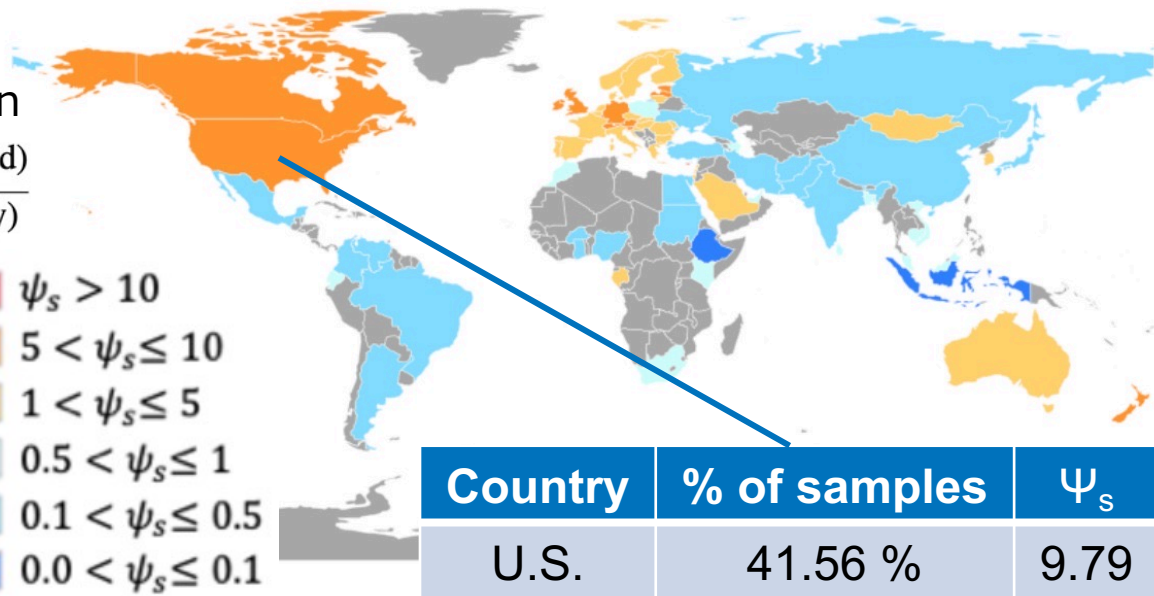 n
d)
y)
ψs > 10
5 < ψs ≤ 10
1 < ψs ≤ 5
0.5 < ψs ≤ 1
0.1 < ψs ≤ 0.5
0.0 < ψs ≤ 0.1
Country % of samples Ψs
U.S. 41.56 % 9.79